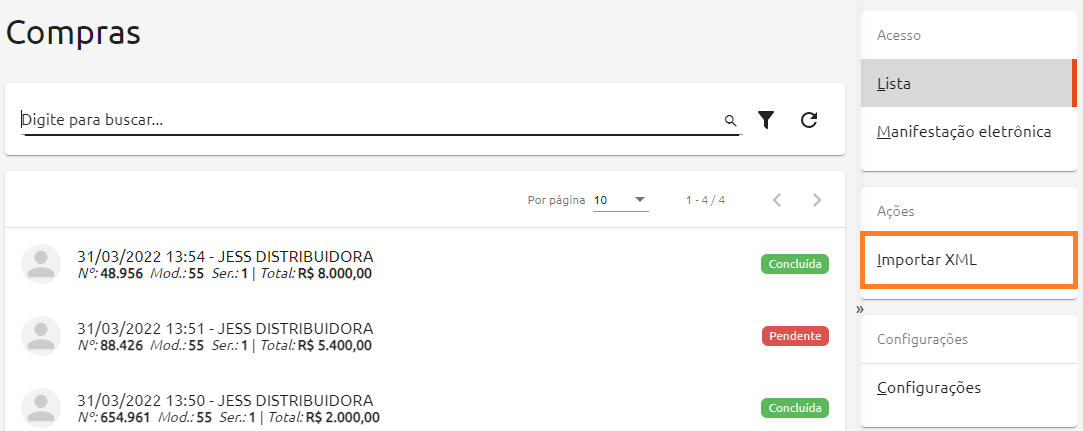 Compras
Digite para buscar...
Por página 10 1 - 4 / 4
31/03/2022 13:54 - JESS DISTRIBUIDORA
Nº: 48.956 Mod.: 55 Ser.: 1 | Total: R$ 8.000,00
Concluída
31/03/2022 13:51 - JESS DISTRIBUIDORA
Nº: 88.426 Mod.: 55 Ser.: 1 | Total: R$ 5.400,00
Pendente
31/03/2022 13:50 - JESS DISTRIBUIDORA
Nº: 654.961 Mod.: 55 Ser.: 1 | Total: R$ 2.000,00
Concluída
Acesso
Lista
Manifestação eletrônica
Ações
Importar XML
»
Configurações
Configurações